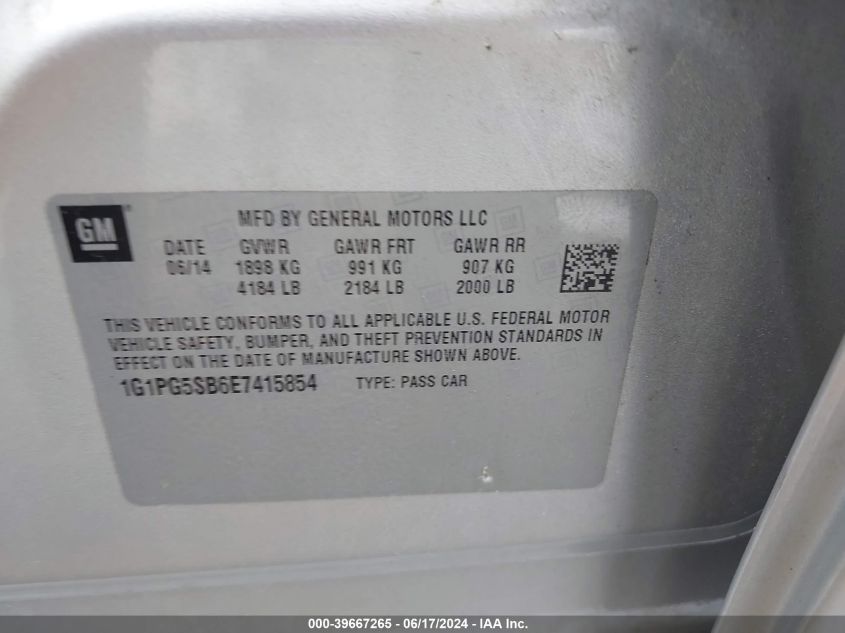 GM
MFD BY GENERAL MOTORS LLC
DATE GVWR GAWR FRT GAWR RR
06/14 1898 KG 991 KG 907 KG
4184 LB 2184 LB 2000 LB
THIS VEHICLE CONFORMS TO ALL APPLICABLE U.S. FEDERAL MOTOR
VEHICLE SAFETY, BUMPER, AND THEFT PREVENTION STANDARDS IN
EFFECT ON THE DATE OF MANUFACTURE SHOWN ABOVE.
1G1PG5SB6E7415854 TYPE: PASS CAR
000-39667265 - 06/17/2024 - IAA Inc.